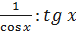 1/cos x : tg x